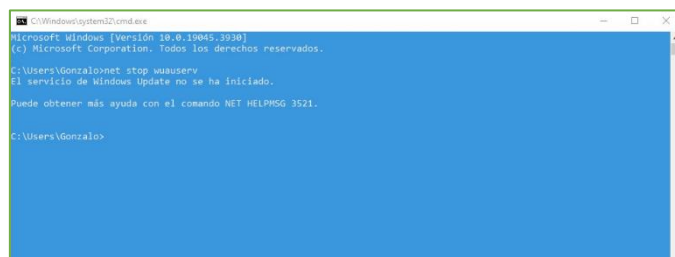 C:\Windows\system32\cmd.exe
Microsoft Windows [Versión 10.0.19045.3930]
(c) Microsoft Corporation. Todos los derechos reservados.
C:\Users\Gonzalo>net stop wuauserv
El servicio de Windows Update no se ha iniciado.
Puede obtener más ayuda con el comando NET HELPMSG 3521.
C:\Users\Gonzalo>